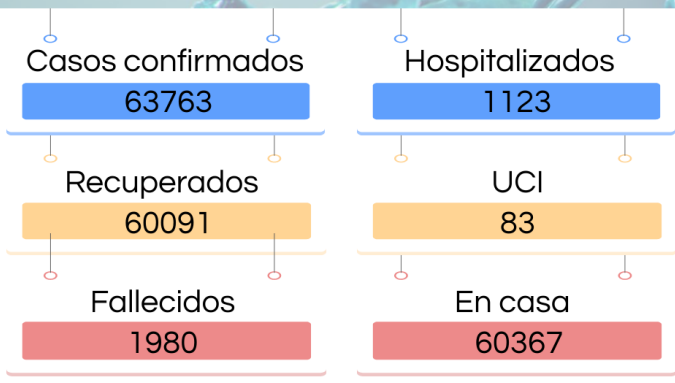 Casos confirmados
63763
Hospitalizados
1123
Recuperados
60091
UCI
83
Fallecidos
1980
En casa
60367